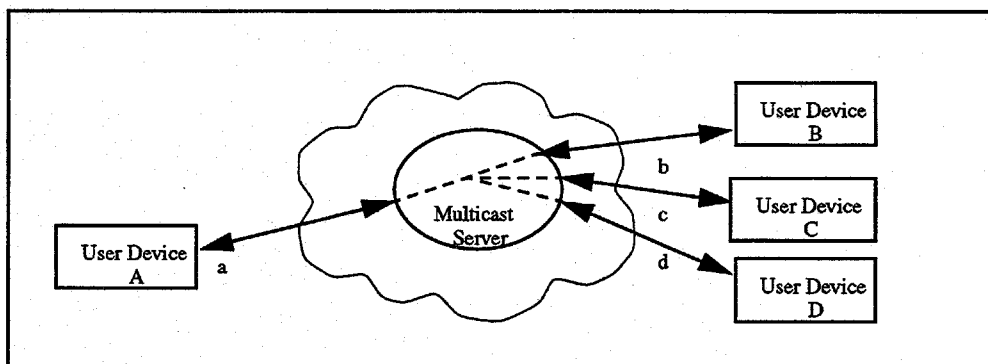 User Device
B
b
User Device
C
c
Multicast
Server
User Device
A
a
d
User Device
D